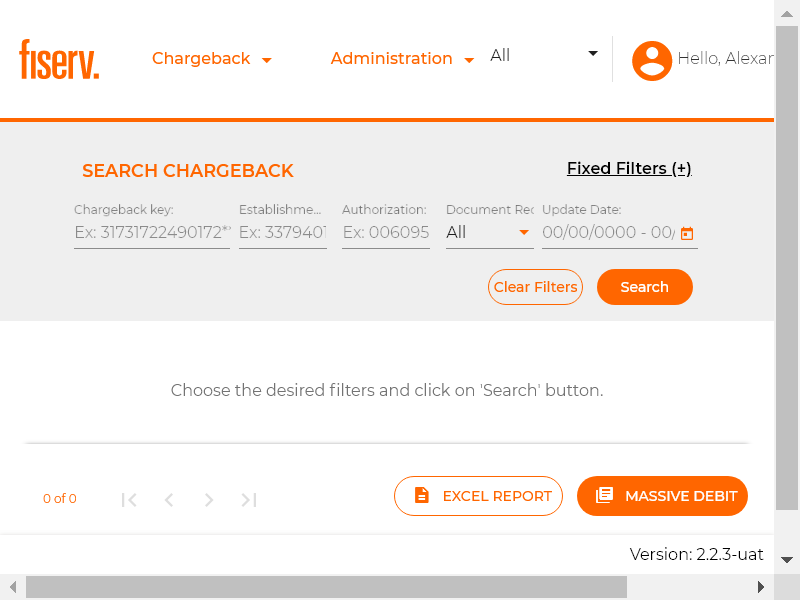 fiserv.
Chargeback
Administration
All
Hello, Alexar
SEARCH CHARGEBACK
Fixed Filters (+)
Chargeback key:
Establishme...
Authorization:
Document Rec
Update Date:
Ex: 31731722490172*
Ex: 3379401
Ex: 006095
All
00/00/0000 - 00/
Clear Filters
Search
Choose the desired filters and click on 'Search' button.
0 of 0
EXCEL REPORT
MASSIVE DEBIT
Version: 2.2.3-uat